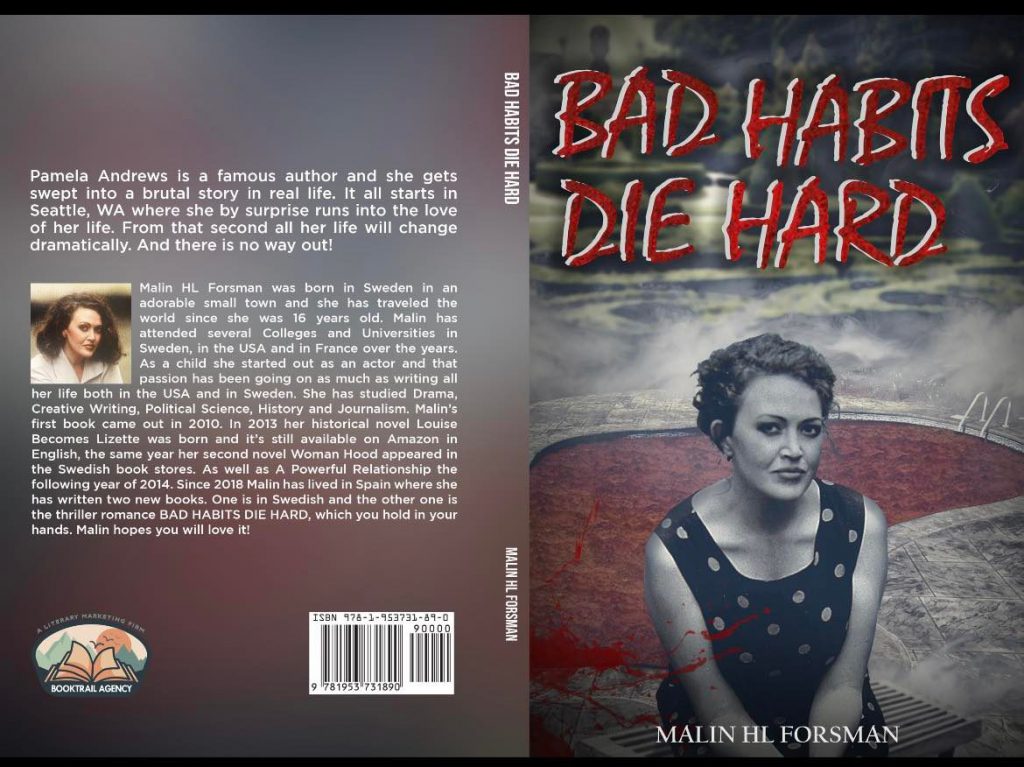 Pamela Andrews is a famous author and she gets
swept into a brutal story in real life. It all starts in
Seattle, WA where she by surprise runs into the love
of her life. From that second all her life will change
dramatically. And there is no way out!
Malin HL Forsman was born in Sweden in an
adorable small town and she has traveled the
world since she was 16 years old. Malin has
attended several Colleges and Universities in
Sweden, in the USA and in France over the years.
As a child she started out as an actor and that
passion has been going on as much as writing all
her life both in the USA and in Sweden. She has studied Drama,
Creative Writing, Political Science, History and Journalism. Malin's
first book came out in 2010. In 2013 her historical novel Louise
Becomes Lizette was born and it's still available on Amazon in
English, the same year her second novel Woman Hood appeared in
the Swedish book stores. As well as A Powerful Relationship the
following year of 2014. Since 2018 Malin has lived in Spain where she
has written two new books. One is in Swedish and the other one is
the thriller romance BAD HABITS DIE HARD, which you hold in your
hands. Malin hopes you will love it!
A LITERARY MARKETING FIRM
BOOKTRAIL AGENCY
ISBN 978-1-953731-89-0
90000
9 781953 731890
BAD HABITS DIE HARD
MALIN HL FORSMAN
BAD HABITS
DIE HARD
MALIN HL FORSMAN